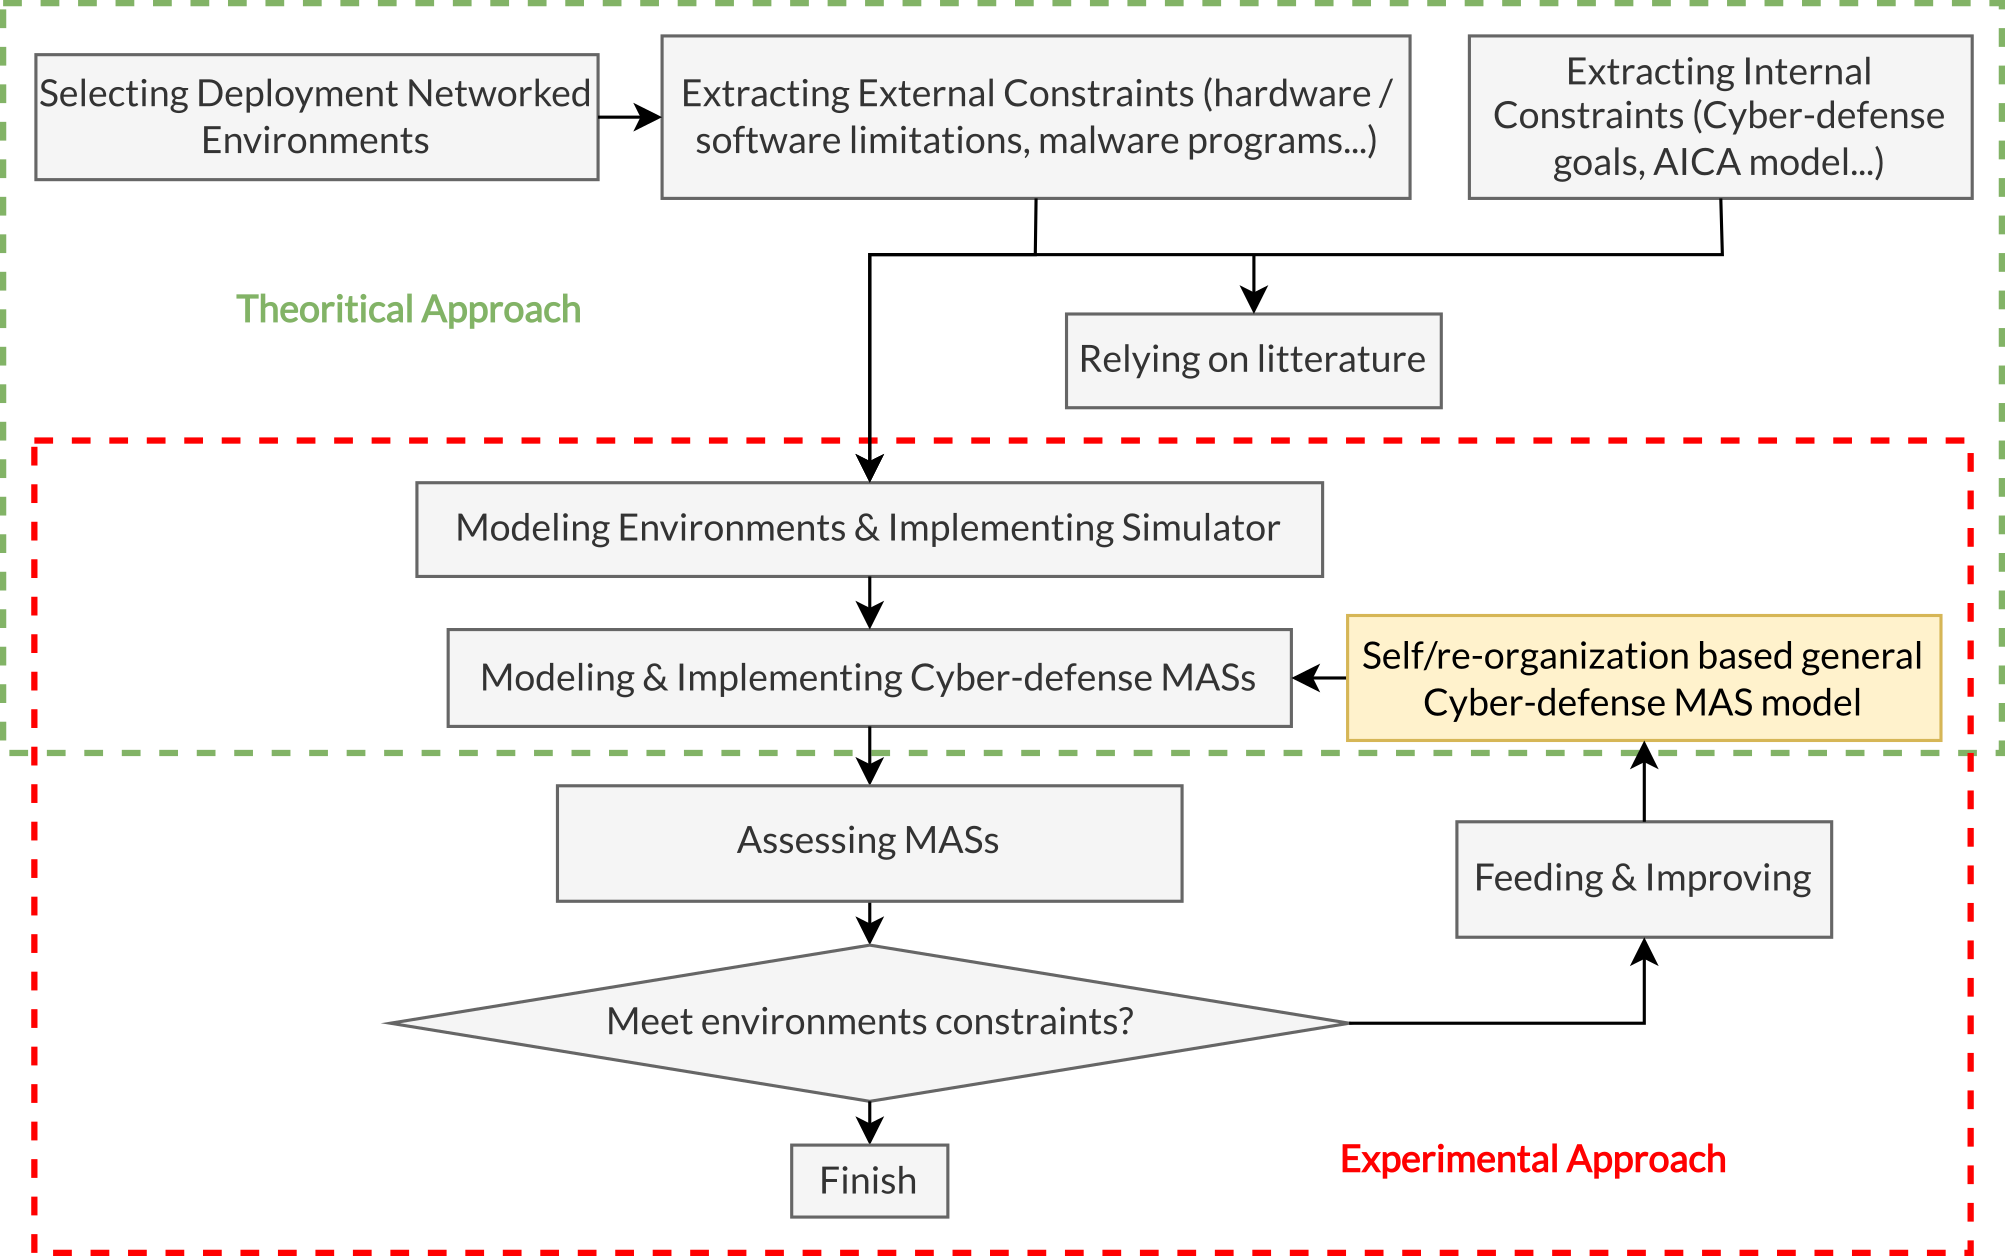 Selecting Deployment Networked
Environments
Extracting External Constraints (hardware /
software limitations, malware programs...)
Extracting Internal
Constraints (Cyber-defense
goals, AICA model...)
Theoritical Approach
Relying on litterature
Modeling Environments & Implementing Simulator
Modeling & Implementing Cyber-defense MASs
Self/re-organization based general
Cyber-defense MAS model
Assessing MASs
Feeding & Improving
Meet environments constraints?
Experimental Approach
Finish